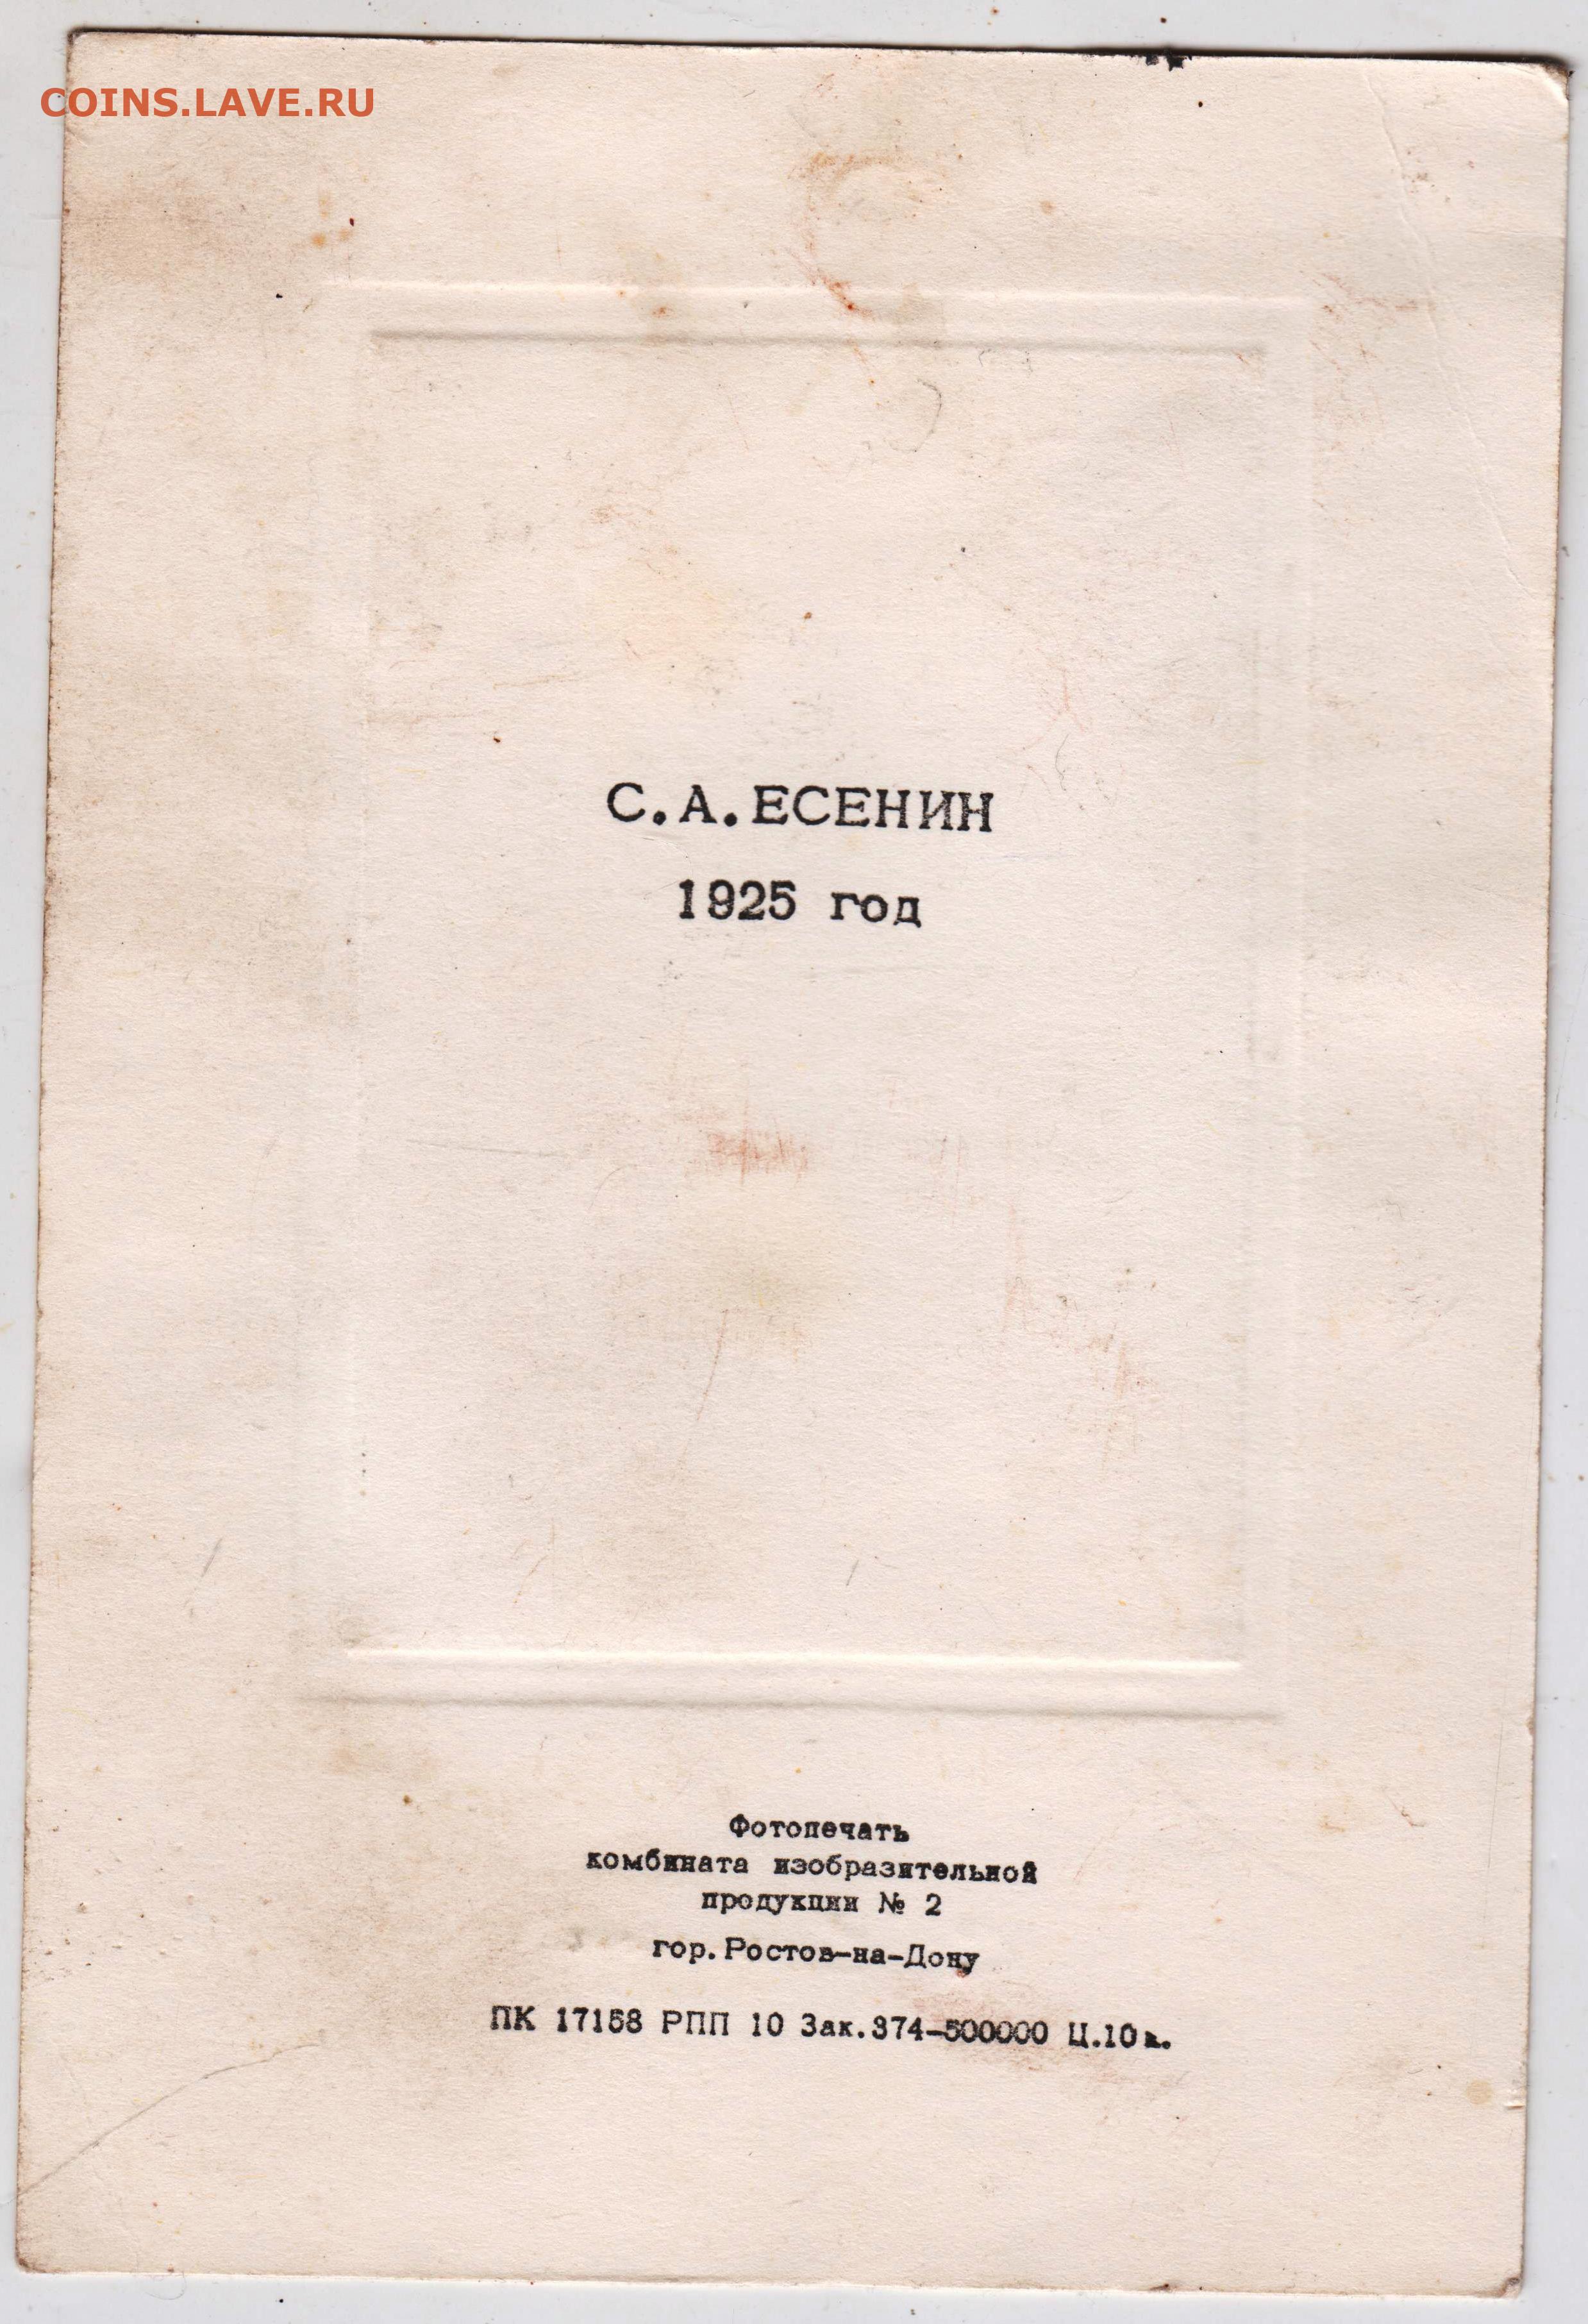 COINS.LAVE.RU
С.А.ЕСЕНИН
1925 год
Фотопечать
комбината изобразительной
продукции № 2
гор.Ростов-на-Дону
ПК 17158 РПП 10 Зак.374-500000 Ц.10к.